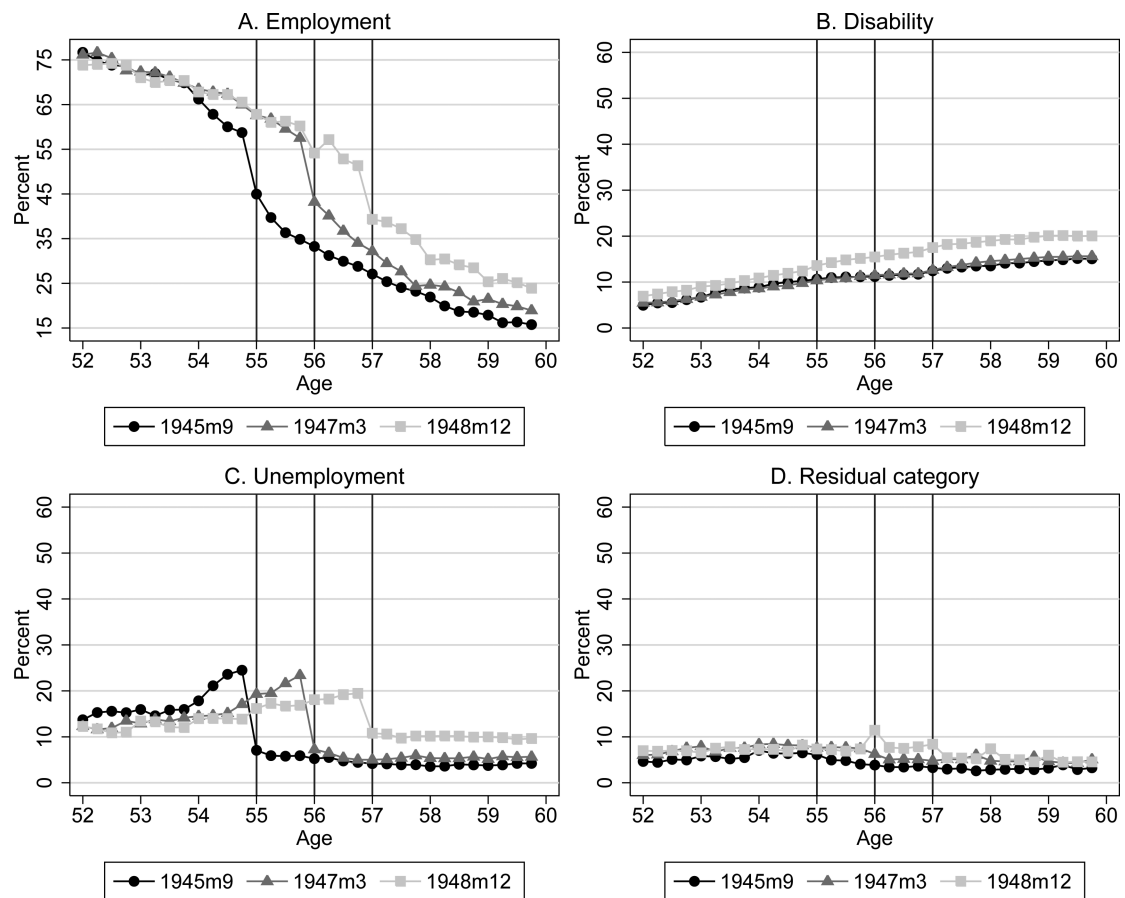 A. Employment
Percent
75
65
55
45
35
25
15
52 53 54 55 56 57 58 59 60
Age
1945m9 1947m3 1948m12
B. Disability
Percent
60
50
40
30
20
10
0
52 53 54 55 56 57 58 59 60
Age
1945m9 1947m3 1948m12
C. Unemployment
Percent
60
50
40
30
20
10
0
52 53 54 55 56 57 58 59 60
Age
1945m9 1947m3 1948m12
D. Residual category
Percent
60
50
40
30
20
10
0
52 53 54 55 56 57 58 59 60
Age
1945m9 1947m3 1948m12